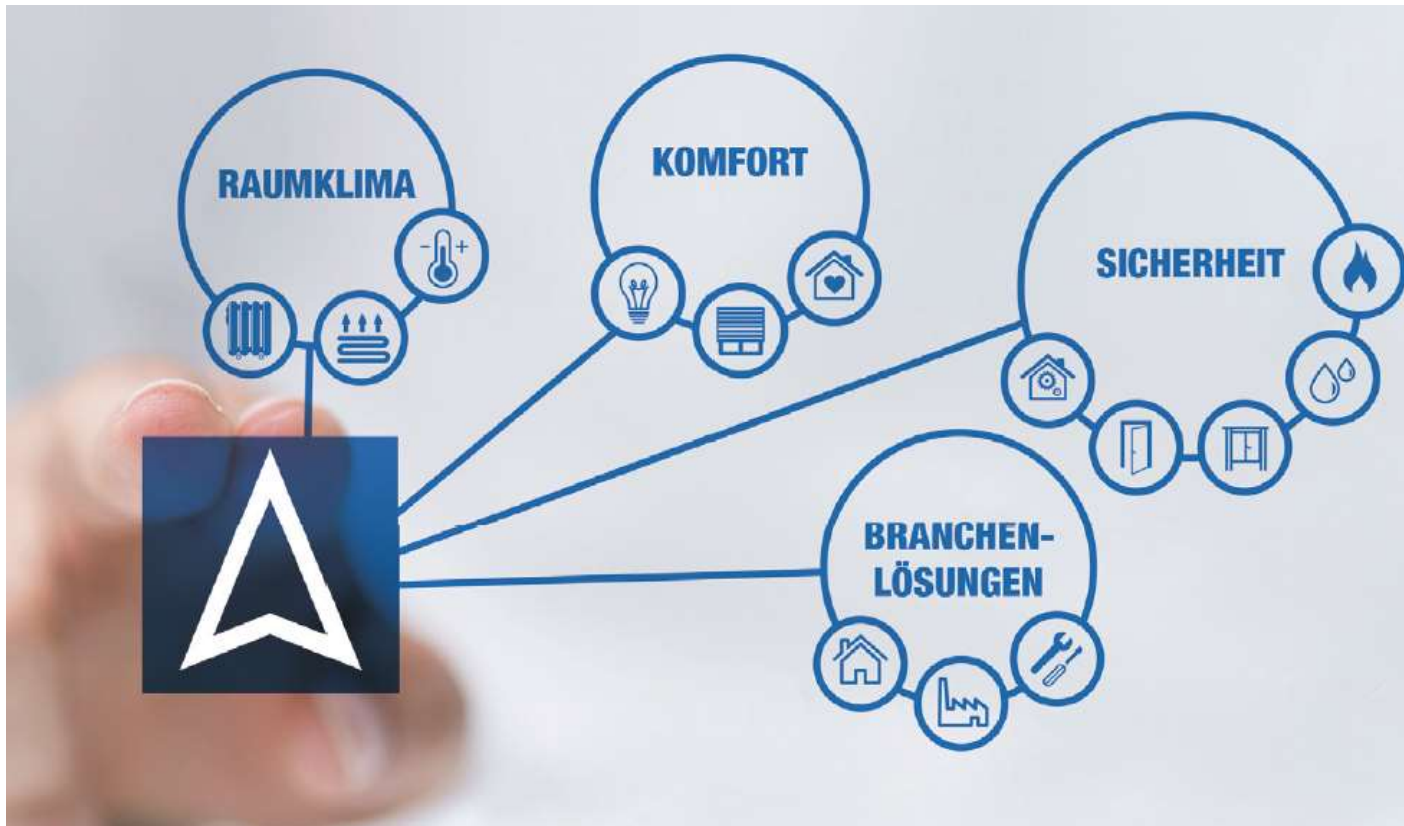 RAUMKLIMA
KOMFORT
SICHERHEIT
BRANCHEN-
LÖSUNGEN